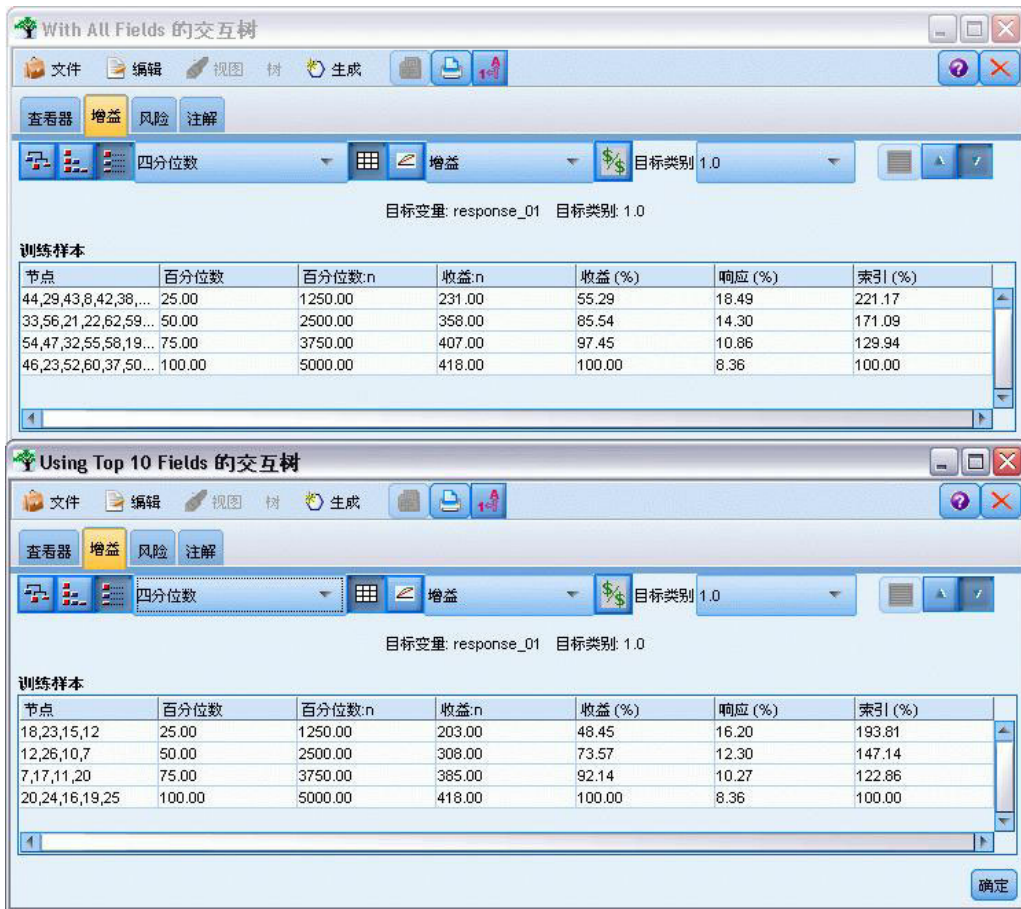 With All Fields 的交互树
文件 编辑 视图 树 生成
查看器 增益 风险 注解
四分位数 增益 目标类别 1.0
目标变量: response_01 目标类别: 1.0
训练样本
节点 百分位数 百分位数:n 收益:n 收益 (%) 响应 (%) 索引 (%)
44,29,43,8,42,38,... 25.00 1250.00 231.00 55.29 18.49 221.17
33,56,21,22,62,59... 50.00 2500.00 358.00 85.54 14.30 171.09
54,47,32,55,58,19... 75.00 3750.00 407.00 97.45 10.86 129.94
46,23,52,60,37,50... 100.00 5000.00 418.00 100.00 8.36 100.00
Using Top 10 Fields 的交互树
文件 编辑 视图 树 生成
查看器 增益 风险 注解
四分位数 增益 目标类别 1.0
目标变量: response_01 目标类别: 1.0
训练样本
节点 百分位数 百分位数:n 收益:n 收益 (%) 响应 (%) 索引 (%)
18,23,15,12 25.00 1250.00 203.00 48.45 16.20 193.81
12,26,10,7 50.00 2500.00 308.00 73.57 12.30 147.14
7,17,11,20 75.00 3750.00 385.00 92.14 10.27 122.86
20,24,16,19,25 100.00 5000.00 418.00 100.00 8.36 100.00
确定